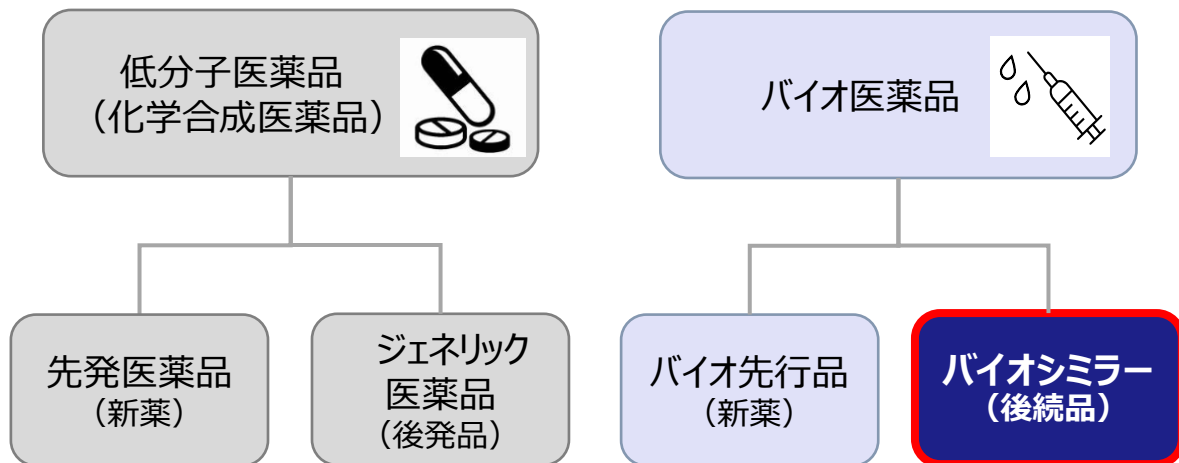 低分子医薬品
（化学合成医薬品）
バイオ医薬品
先発医薬品
（新薬）
ジェネリック
医薬品
（後発品）
バイオ先行品
（新薬）
バイオシミラー
（後続品）